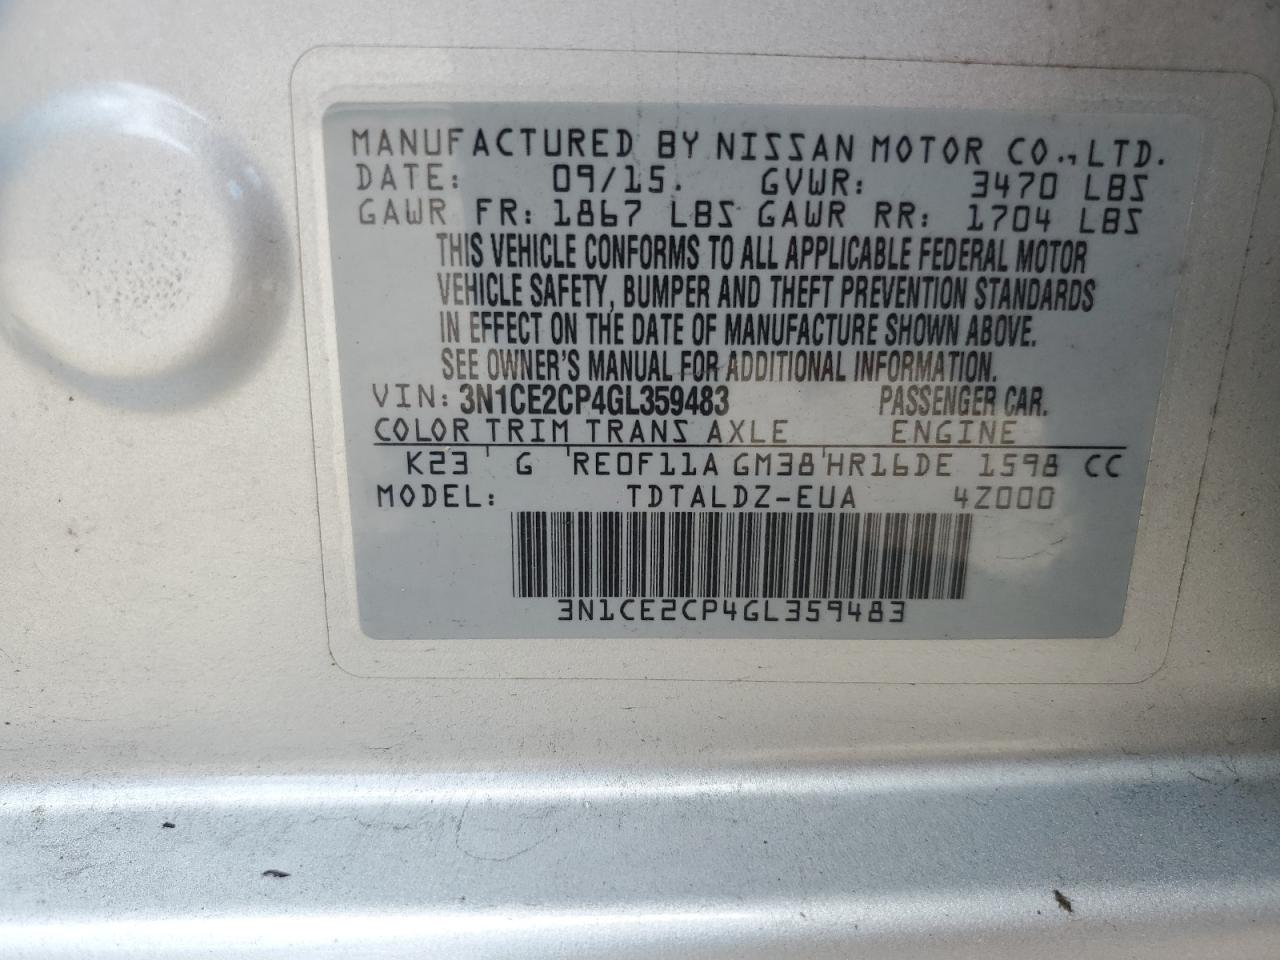 MANUFACTURED BY NISSAN MOTOR CO.,LTD.
DATE: 09/15. GVWR: 3470 LBS
GAWR FR: 1867 LBS GAWR RR: 1704 LBS
THIS VEHICLE CONFORMS TO ALL APPLICABLE FEDERAL MOTOR
VEHICLE SAFETY, BUMPER AND THEFT PREVENTION STANDARDS
IN EFFECT ON THE DATE OF MANUFACTURE SHOWN ABOVE.
SEE OWNER'S MANUAL FOR ADDITIONAL INFORMATION.
VIN: 3N1CE2CP4GL359483 PASSENGER CAR.
COLOR TRIM TRANS AXLE ENGINE
K23 ' G ' RE0F11A GM38 ' HR16DE 1598 CC
MODEL: TDTALDZ-EUA 4Z000
3N1CE2CP4GL359483